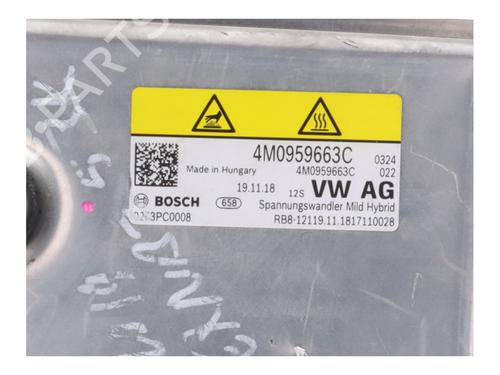 4M0959663C 0324
Made in Hungary 4M0959663C 022
19.11.18 12S VW AG
BOSCH 658 Spannungswandler Mild Hybrid
0263PC0008 RB8-12119.11.1817110028